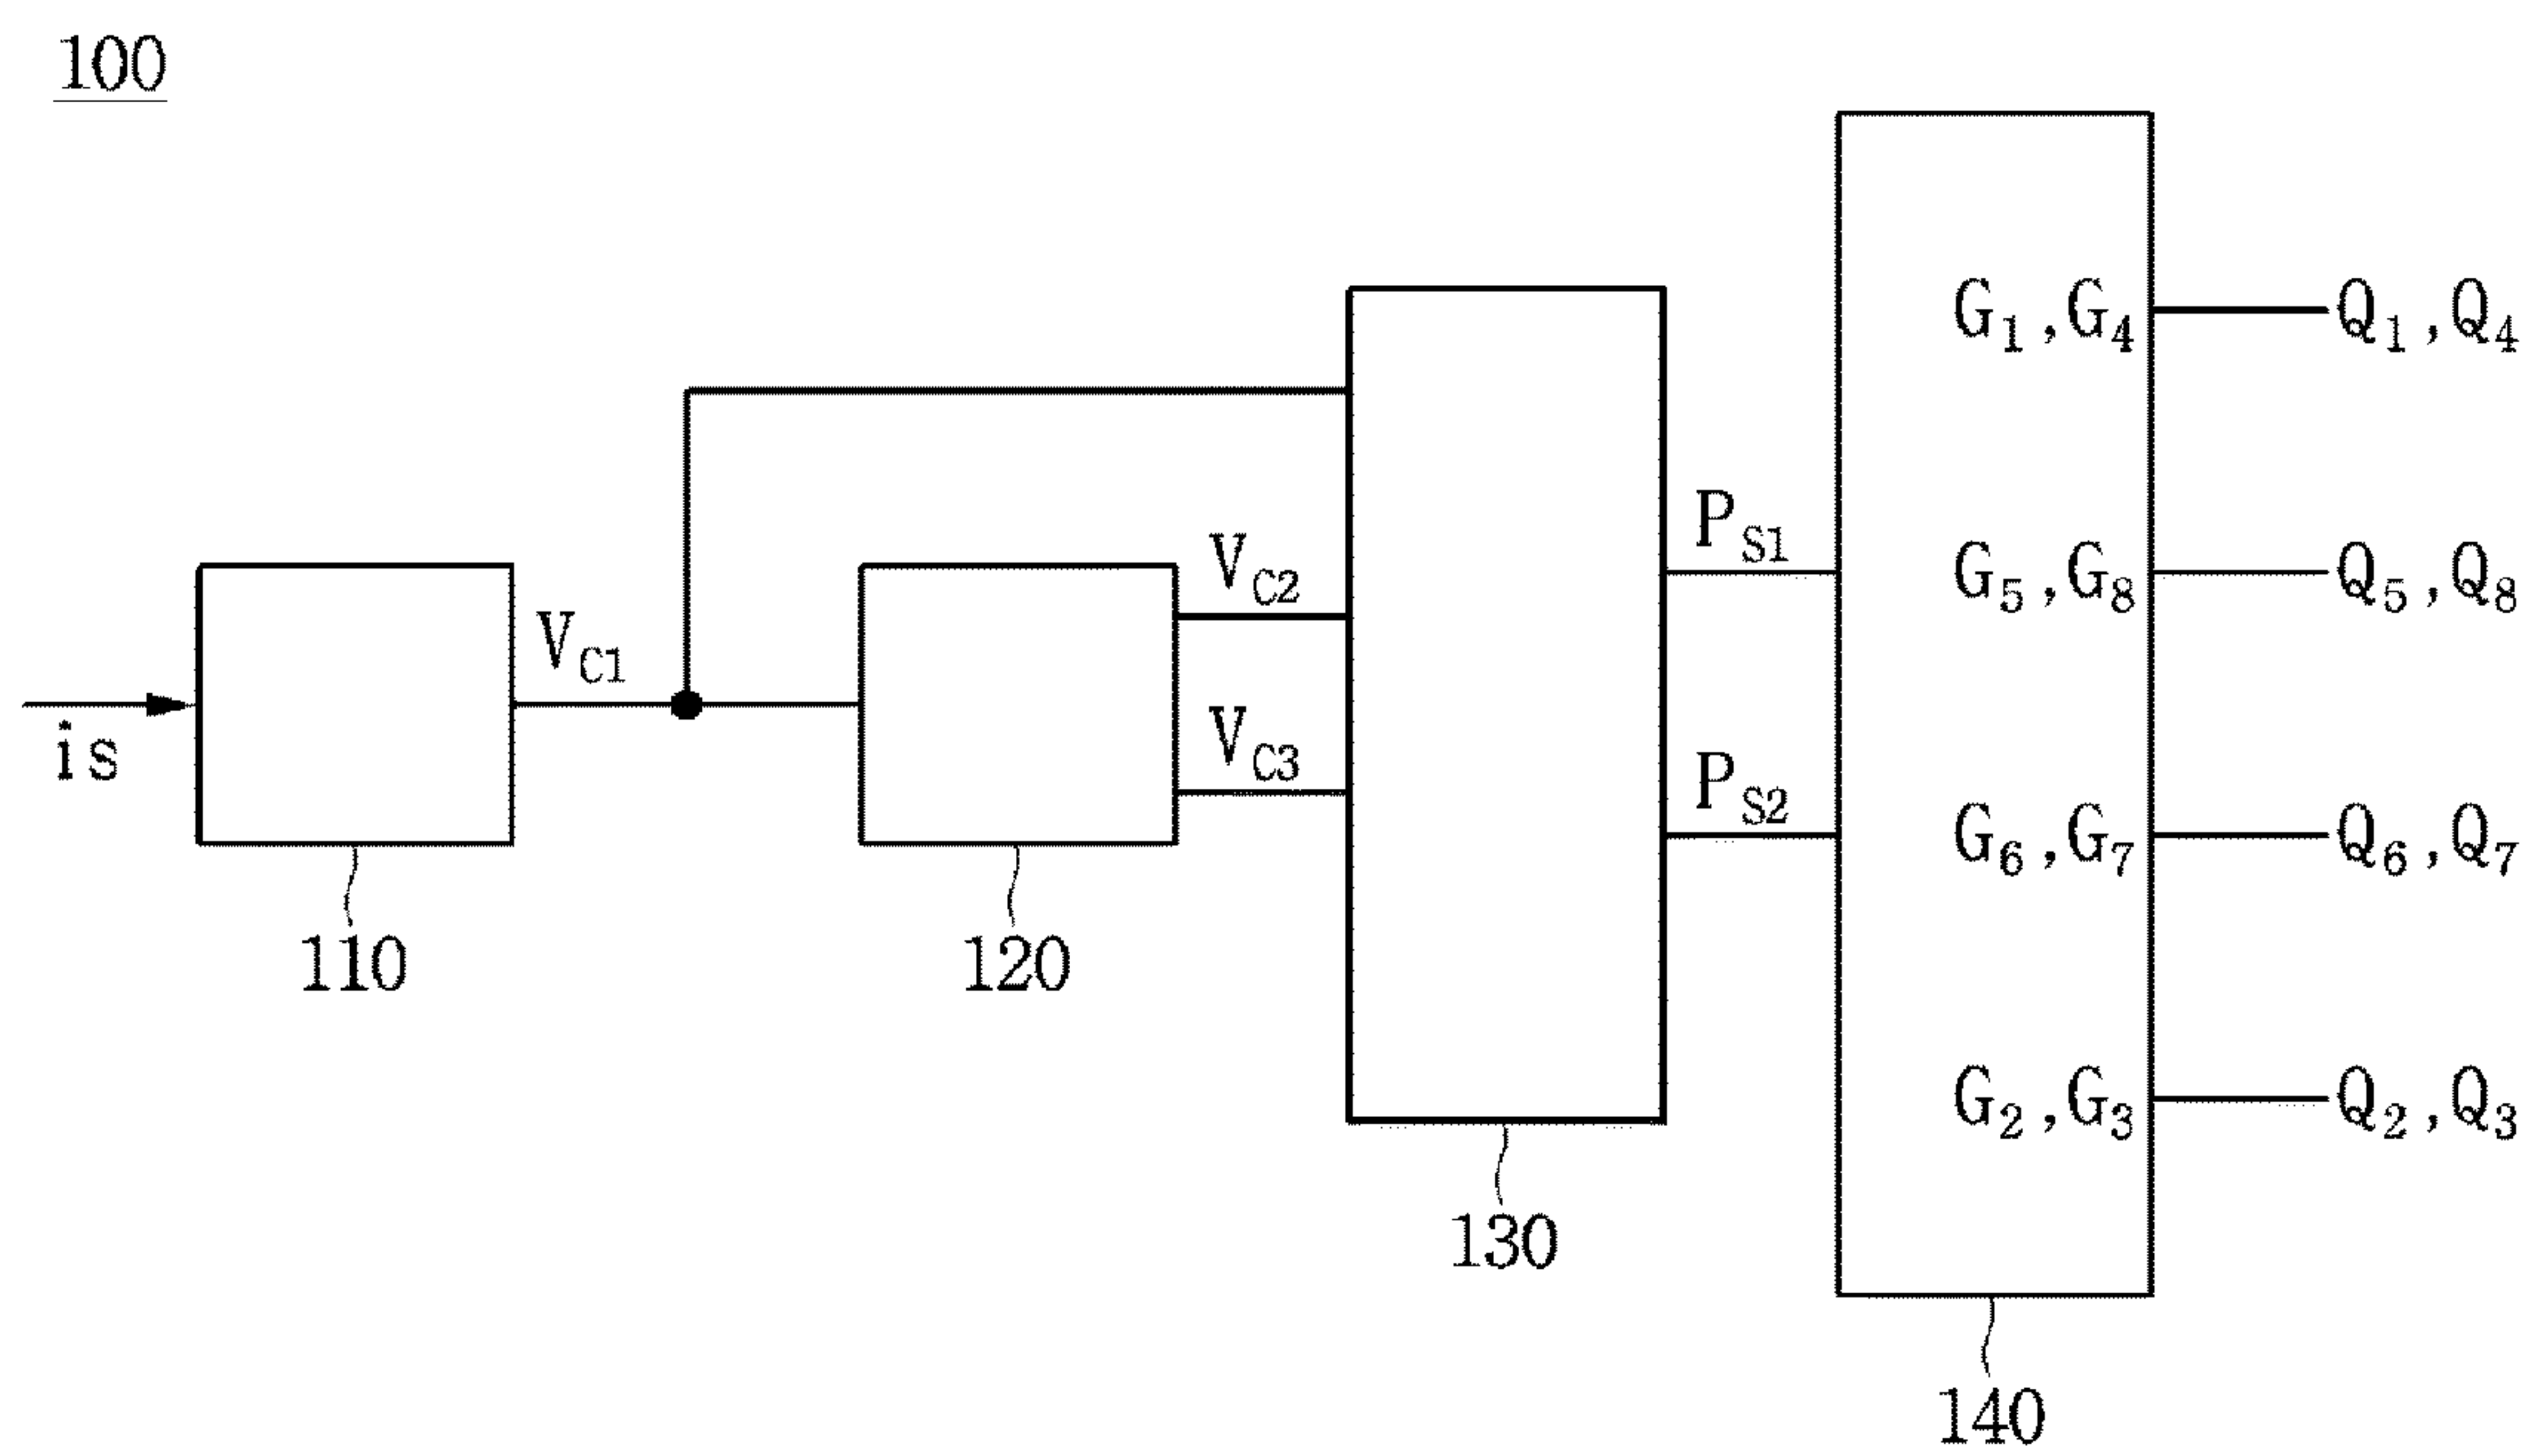 100
G1,G4 Q1,Q4
PS1
VC2
G5,G8 Q5,Q8
VC1
is
VC3
PS2
G6,G7 Q6,Q7
110
120
G2,G3 Q2,Q3
130
140